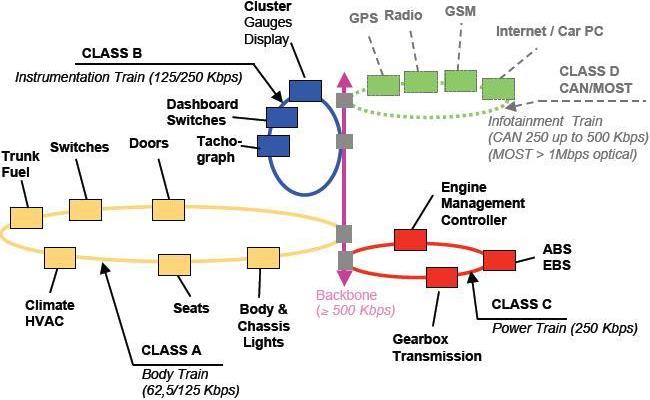 Cluster
Gauges
Display
CLASS B
Instrumentation Train (125/250 Kbps)
Dashboard
Switches
Tacho-
graph
GPS
Radio
GSM
Internet / Car PC
CLASS D
CAN/MOST
Infotainment Train
(CAN 250 up to 500 Kbps)
(MOST > 1Mbps optical)
Trunk
Fuel
Switches
Doors
Engine
Management
Controller
ABS
EBS
Climate
HVAC
Seats
Body &
Chassis
Lights
Backbone
(≥ 500 Kbps)
CLASS C
Power Train (250 Kbps)
Gearbox
Transmission
CLASS A
Body Train
(62,5/125 Kbps)